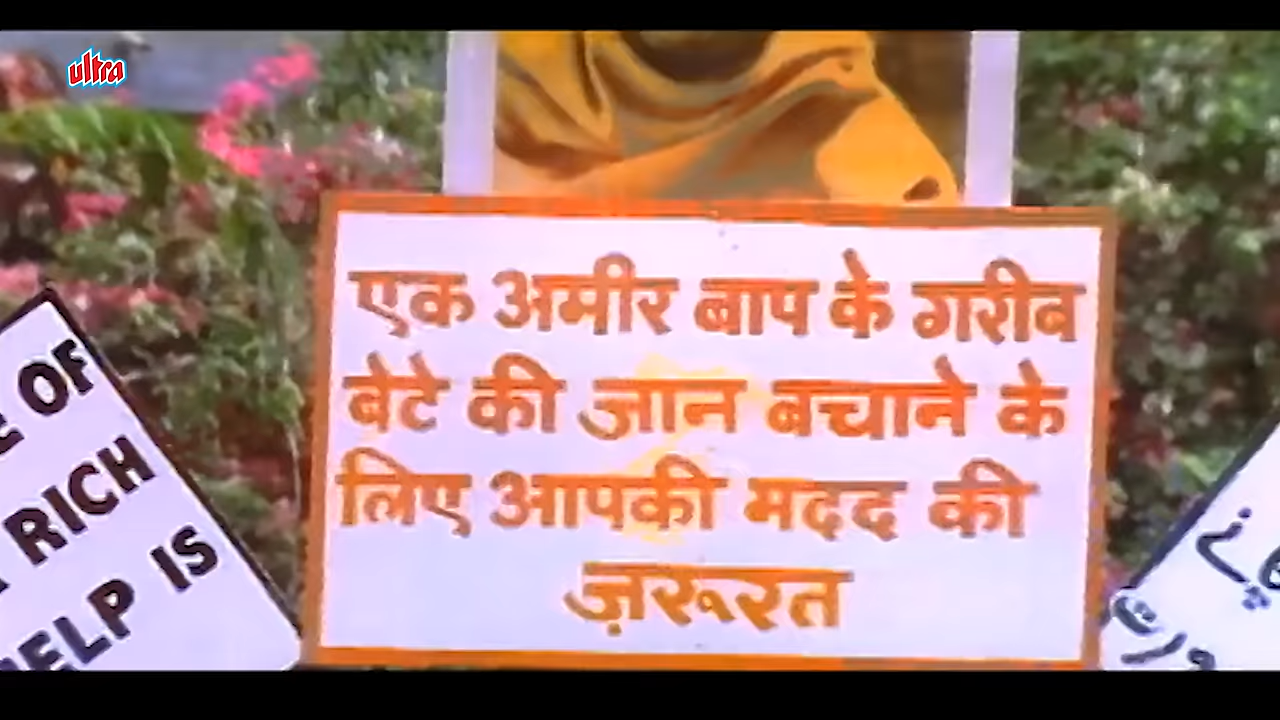 ultra
एक अमीर बाप के गरीब
बेटे की जान बचाने के
लिए आपकी मदद की
ज़रूरत
OF
RICH
HELP IS